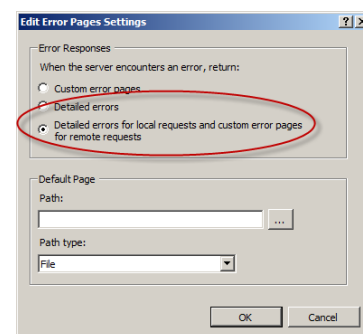 Edit Error Pages Settings
Error Responses
When the server encounters an error, return:
Custom error pages
Detailed errors
Detailed errors for local requests and custom error pages
for remote requests
Default Page
Path:
...
Path type:
File
OK
Cancel